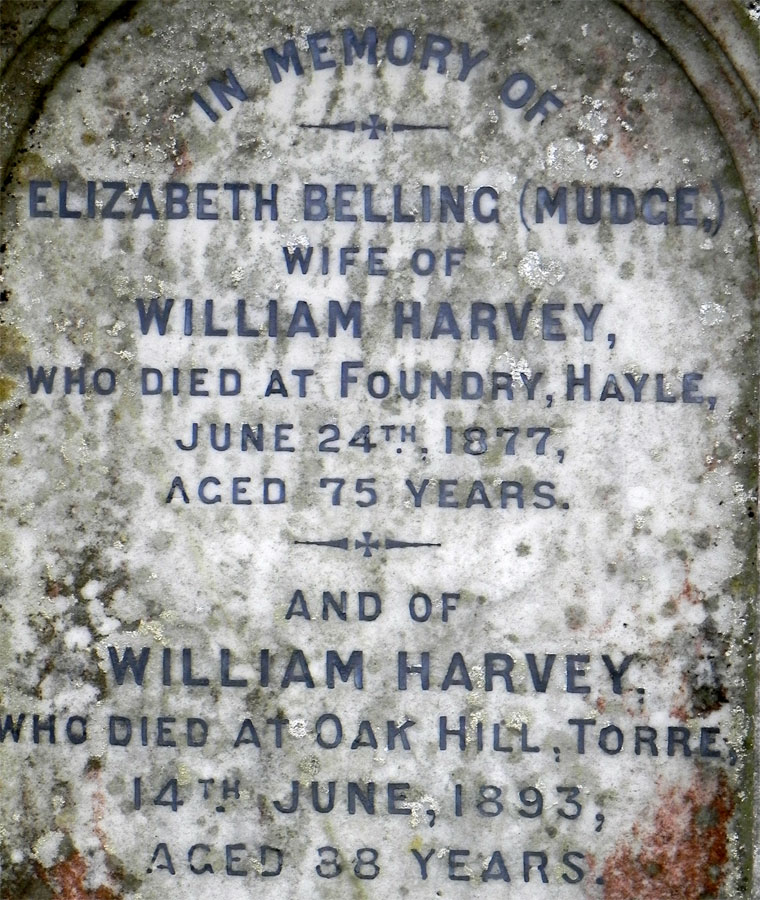 IN MEMORY OF
ELIZABETH BELLING (MUDGE,)
WIFE OF
WILLIAM HARVEY,
WHO DIED AT FOUNDRY, HAYLE,
JUNE 24TH, 1877,
AGED 75 YEARS.
AND OF
WILLIAM HARVEY,
WHO DIED AT OAK HILL, TORRE,
14TH JUNE, 1893,
AGED 88 YEARS.